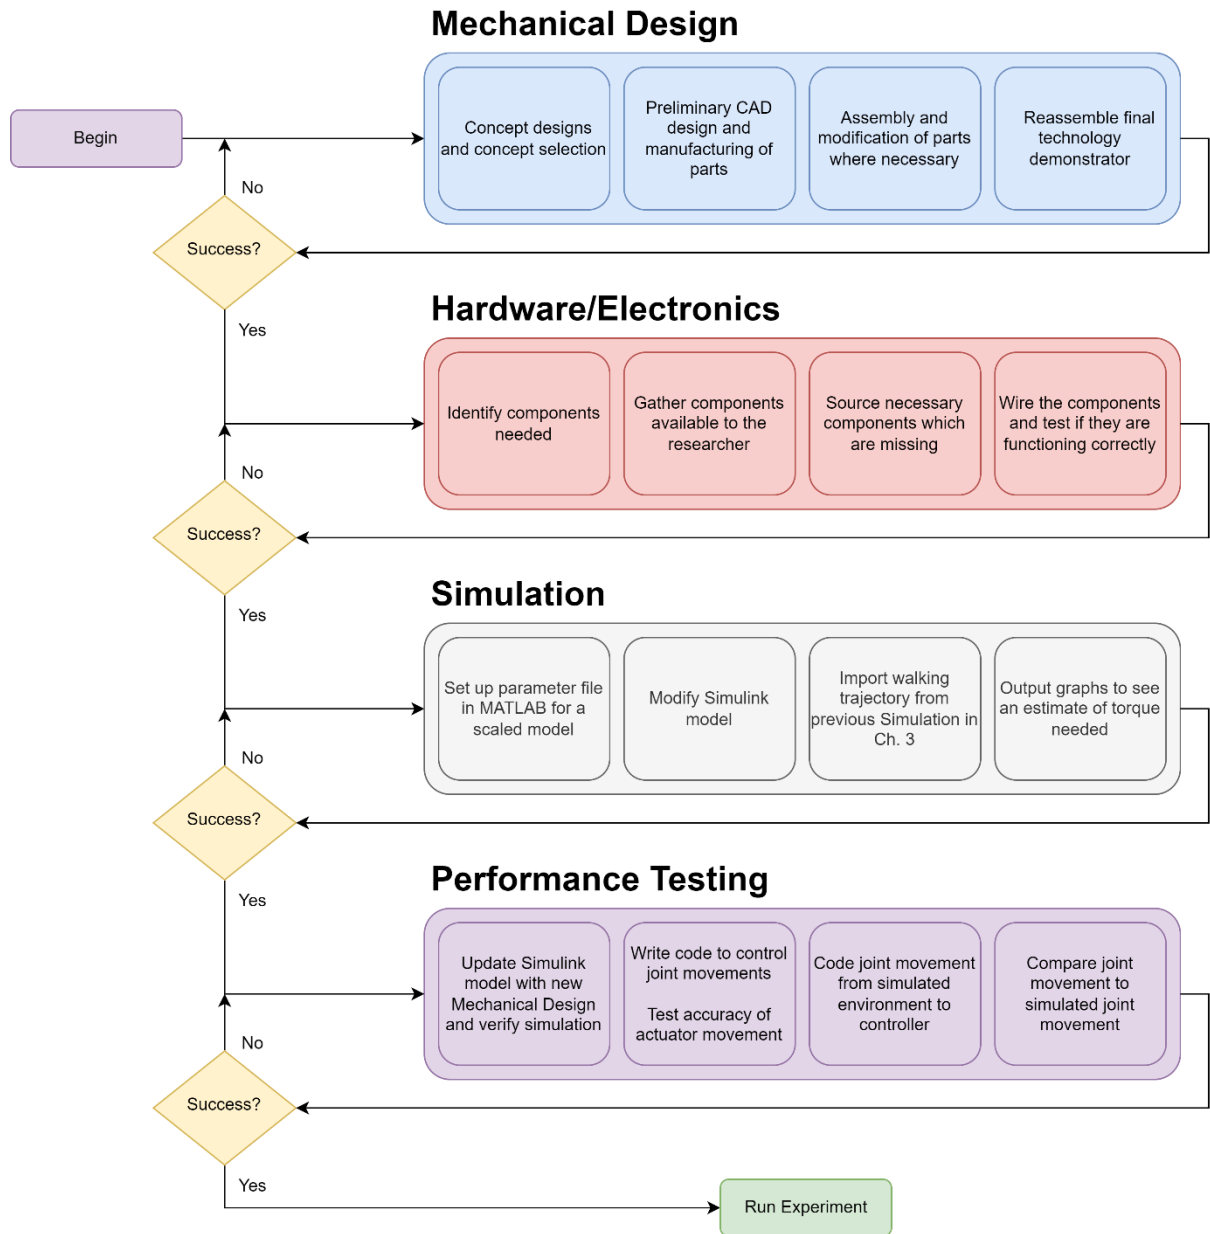 Mechanical Design
Begin
Concept designs
and concept selection
Preliminary CAD
design and
manufacturing of
parts
Assembly and
modification of parts
where necessary
Reassemble final
technology
demonstrator
No
Success?
Yes
Hardware/Electronics
Identify components
needed
Gather components
available to the
researcher
Source necessary
components which
are missing
Wire the components
and test if they are
functioning correctly
No
Success?
Yes
Simulation
Set up parameter file
in MATLAB for a
scaled model
Modify Simulink
model
Import walking
trajectory from
previous Simulation in
Ch. 3
Output graphs to see
an estimate of torque
needed
No
Success?
Yes
Performance Testing
Update Simulink
model with new
Mechanical Design
and verify simulation
Write code to control
joint movements
Test accuracy of
actuator movement
Code joint movement
from simulated
environment to
controller
Compare joint
movement to
simulated joint
movement
No
Success?
Yes
Run Experiment